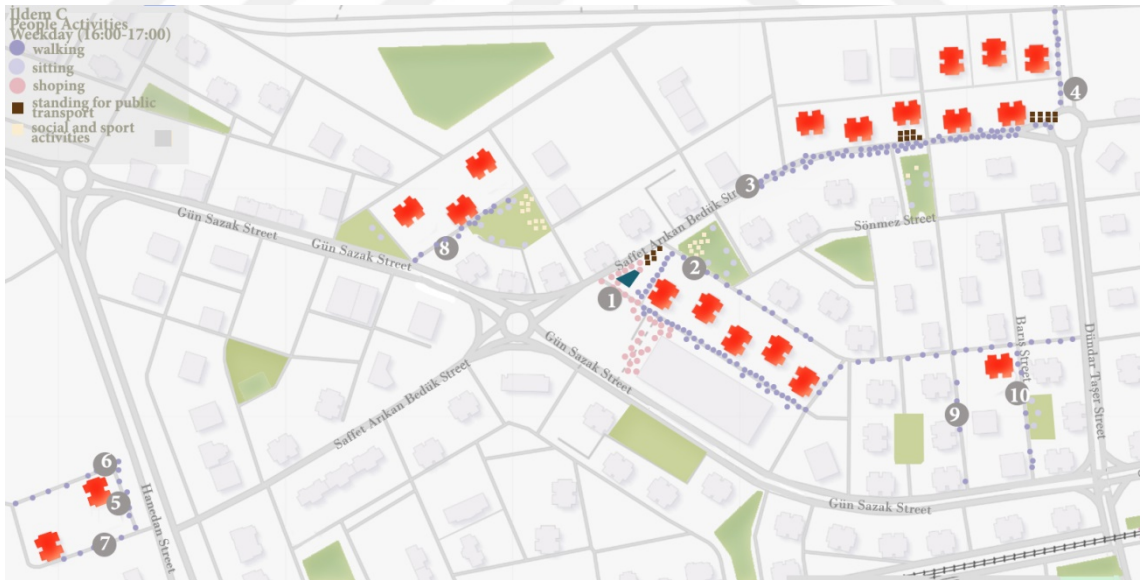 Ildem C
People Activities
Weekday (16:00-17:00)
walking
sitting
shoping
standing for public
transport
social and sport
activities
4
3
Gün Sazak Street
Gün Sazak Street
8
Saffet Arıkan Bedük Street
Sönmez Street
2
1
Gün Sazak Street
Saffet Arıkan Bedük Street
Barış Street
Dündar Taşer Street
10
9
6
5
7
Hanedan Street
Gün Sazak Street